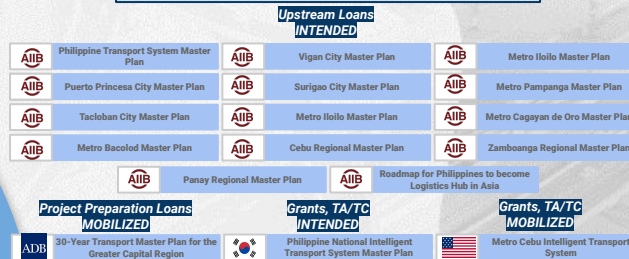 Upstream Loans
INTENDED
AIIB Philippine Transport System Master
Plan
AIIB Vigan City Master Plan
AIIB Metro Iloilo Master Plan
AIIB Puerto Princesa City Master Plan
AIIB Surigao City Master Plan
AIIB Metro Pampanga Master Plan
AIIB Tacloban City Master Plan
AIIB Metro Iloilo Master Plan
AIIB Metro Cagayan de Oro Master Plan
AIIB Metro Bacolod Master Plan
AIIB Cebu Regional Master Plan
AIIB Zamboanga Regional Master Plan
AIIB Panay Regional Master Plan
AIIB Roadmap for Philippines to become
Logistics Hub in Asia
Project Preparation Loans
MOBILIZED
ADB 30-Year Transport Master Plan for the
Greater Capital Region
Grants, TA/TC
INTENDED
Philippine National Intelligent
Transport System Master Plan
Grants, TA/TC
MOBILIZED
Metro Cebu Intelligent Transport
System